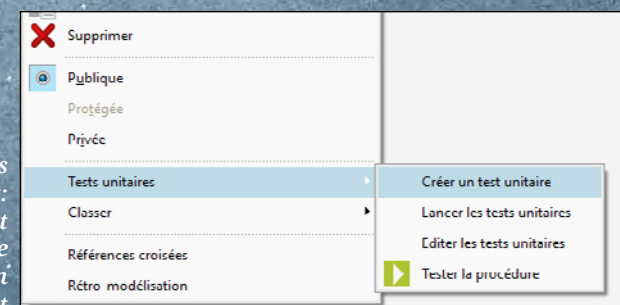 Supprimer
Publique
Protégée
Privée
Tests unitaires
Classer
Références croisées
Rétro modélisation
Créer un test unitaire
Lancer les tests unitaires
Editer les tests unitaires
Tester la procédure